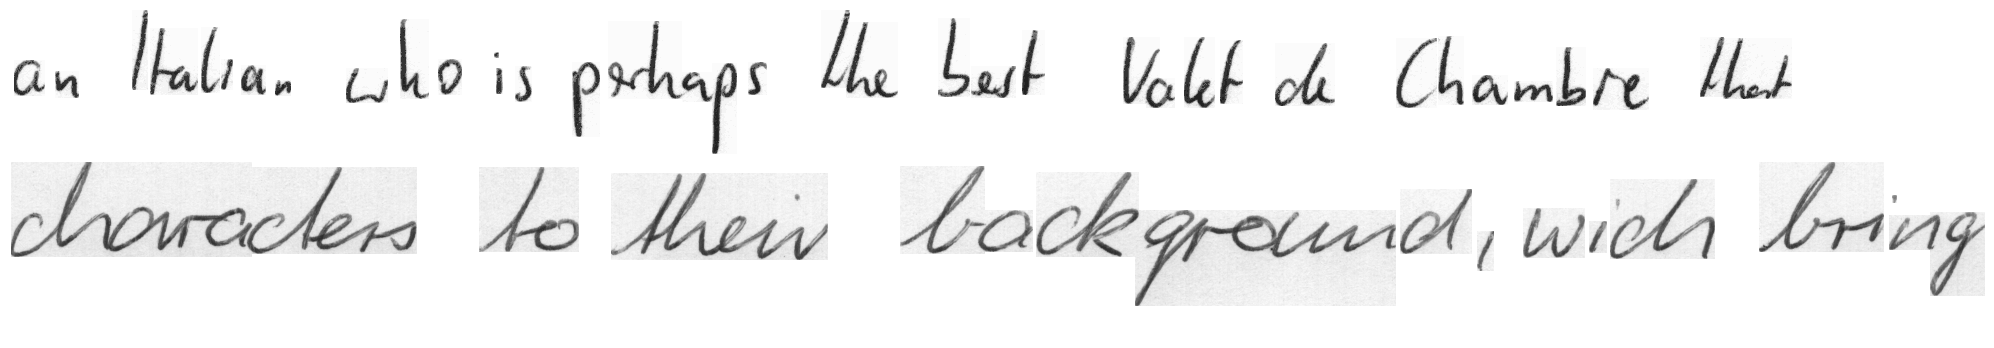 an Italian who is perhaps the best Valet de Chambre that
characters to their background, wich bring